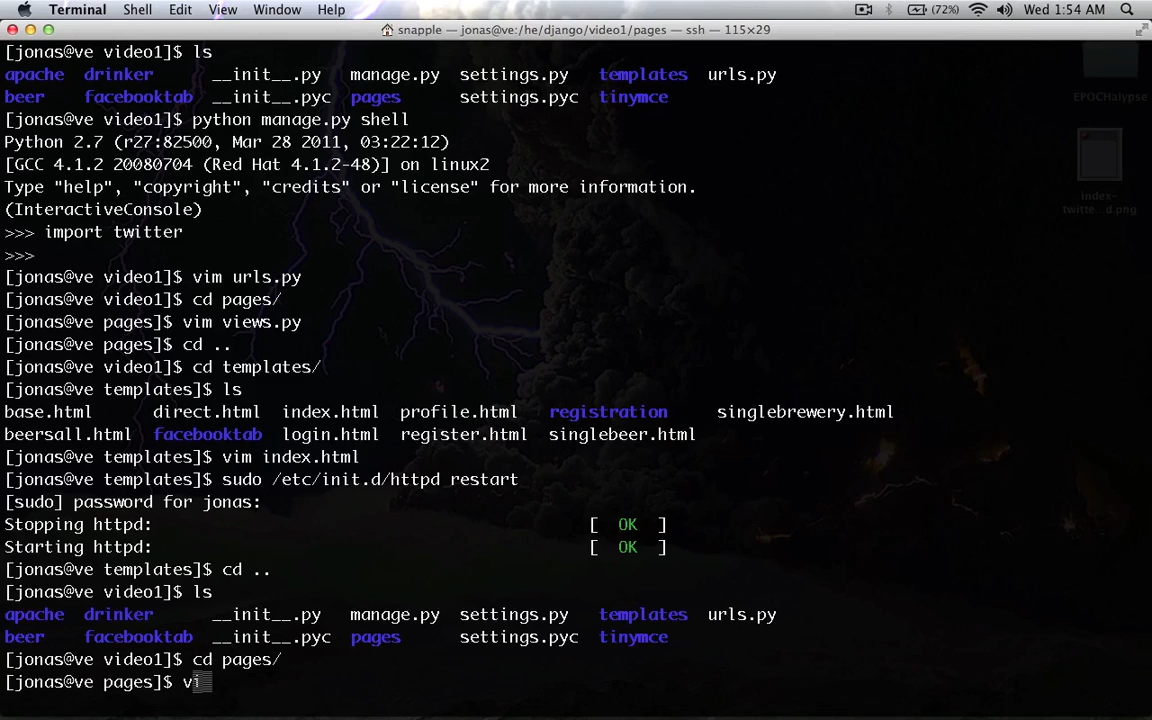 Terminal Shell Edit View Window Help (72%) Wed 1:54 AM
snapple — jonas@ve:/he/django/video1/pages — ssh — 115×29
[jonas@ve video1]$ ls
apache drinker __init__.py manage.py settings.py templates urls.py
beer facebooktab __init__.pyc pages settings.pyc tinymce
[jonas@ve video1]$ python manage.py shell
Python 2.7 (r27:82500, Mar 28 2011, 03:22:12)
[GCC 4.1.2 20080704 (Red Hat 4.1.2-48)] on linux2
Type "help", "copyright", "credits" or "license" for more information.
(InteractiveConsole)
>>> import twitter
>>>
[jonas@ve video1]$ vim urls.py
[jonas@ve video1]$ cd pages/
[jonas@ve pages]$ vim views.py
[jonas@ve pages]$ cd ..
[jonas@ve video1]$ cd templates/
[jonas@ve templates]$ ls
base.html direct.html index.html profile.html registration singlebrewery.html
beersall.html facebooktab login.html register.html singlebeer.html
[jonas@ve templates]$ vim index.html
[jonas@ve templates]$ sudo /etc/init.d/httpd restart
[sudo] password for jonas:
Stopping httpd: [ OK ]
Starting httpd: [ OK ]
[jonas@ve templates]$ cd ..
[jonas@ve video1]$ ls
apache drinker __init__.py manage.py settings.py templates urls.py
beer facebooktab __init__.pyc pages settings.pyc tinymce
[jonas@ve video1]$ cd pages/
[jonas@ve pages]$ vi
EPOCHalypse
index-
twitte...d.png